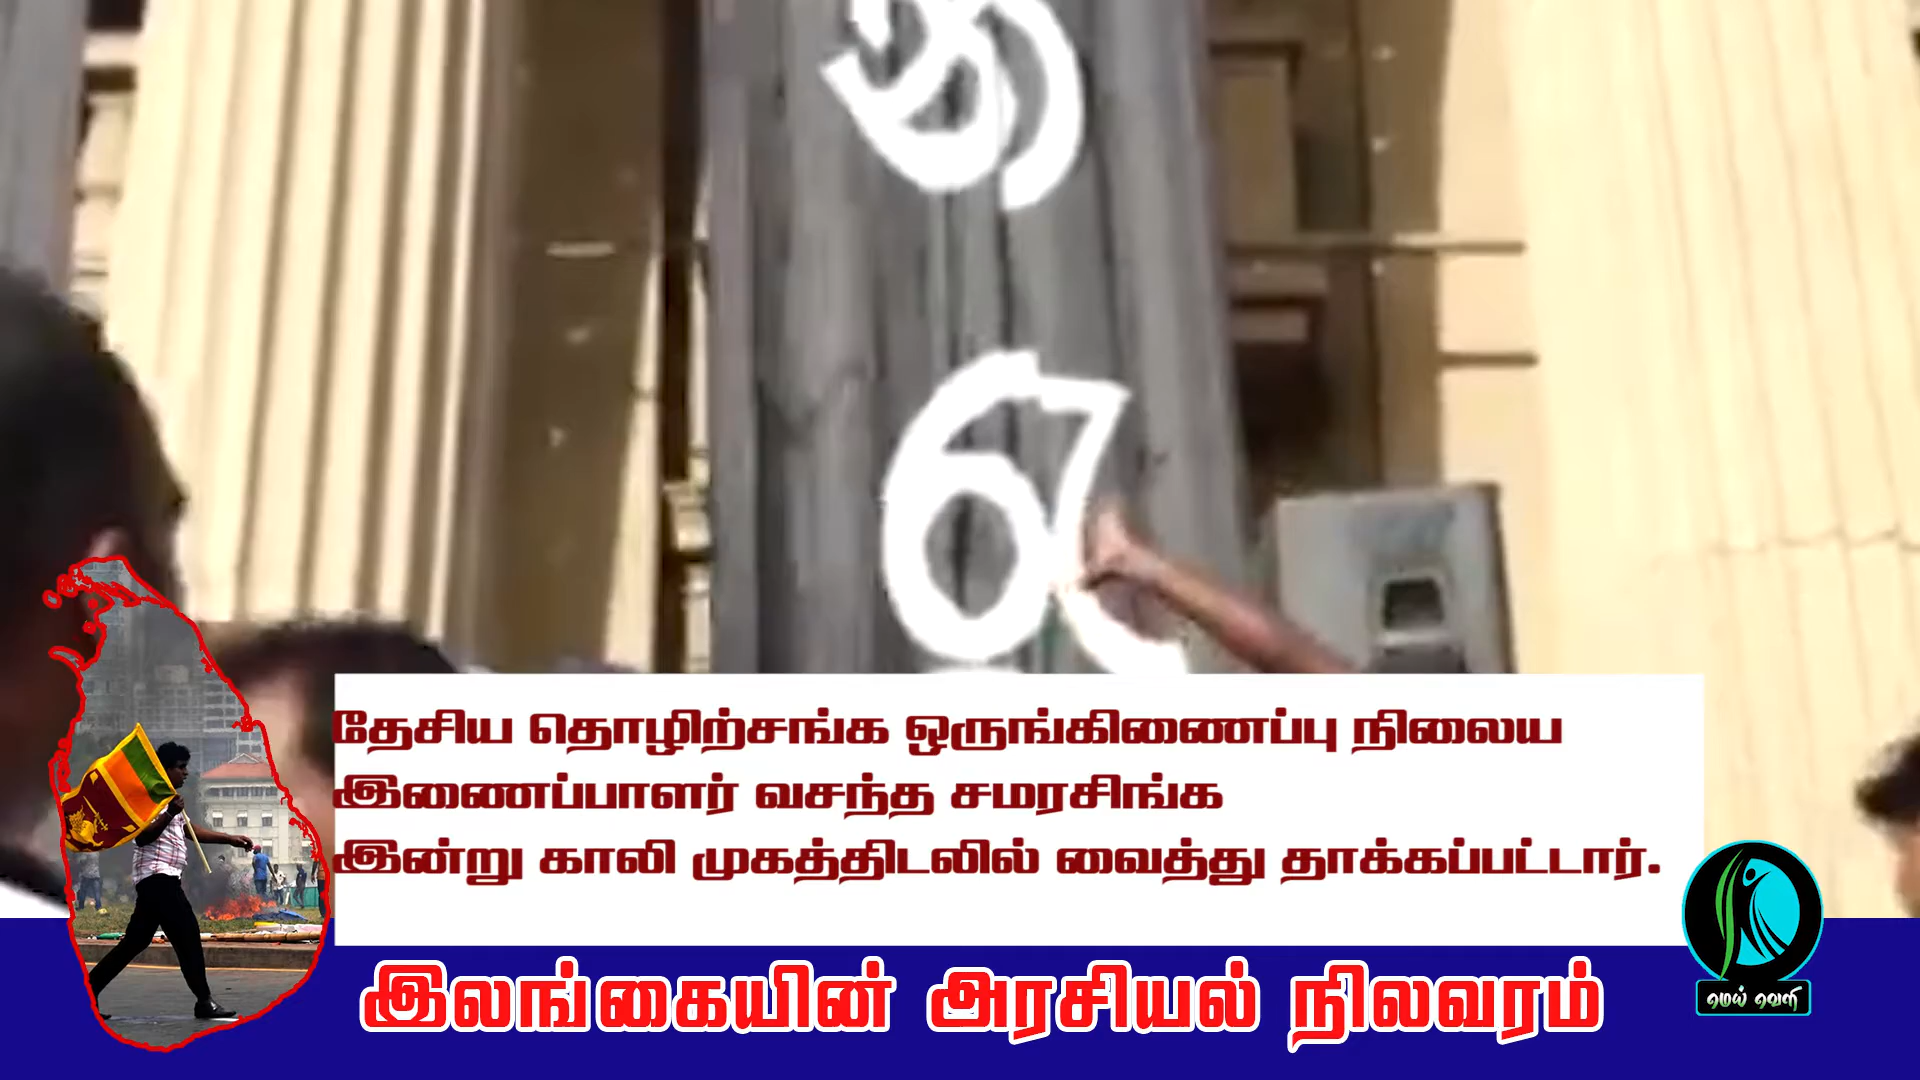 தேசிய தொழிற்சங்க ஒருங்கிணைப்பு நிலைய
இணைப்பாளர் வசந்த சமரசிங்க
இன்று காலி முகத்திடலில் வைத்து தாக்கப்பட்டார்.
இலங்கையின் அரசியல் நிலவரம்
மெய் வெளி